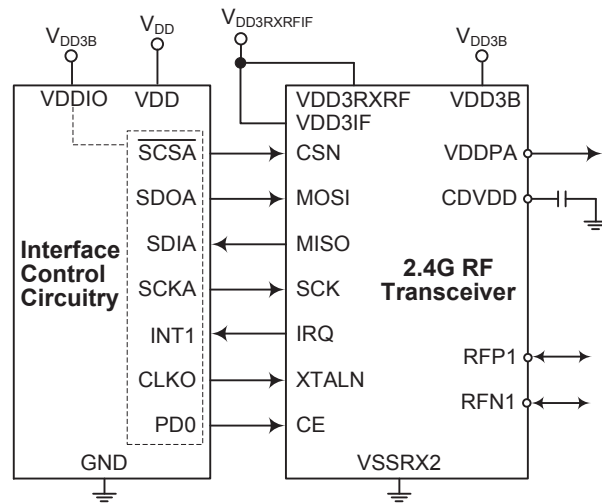 VDD3B
VDD
VDD3RXRFIF
VDD3B
VDDIO
VDD
VDD3RXRF
VDD3B
VDD3IF
SCSA
CSN
VDDPA
SDOA
MOSI
CDVDD
SDIA
MISO
Interface
Control
Circuitry
2.4G RF
Transceiver
SCKA
SCK
INT1
IRQ
RFP1
CLKO
XTALN
RFN1
PD0
CE
GND
VSSRX2